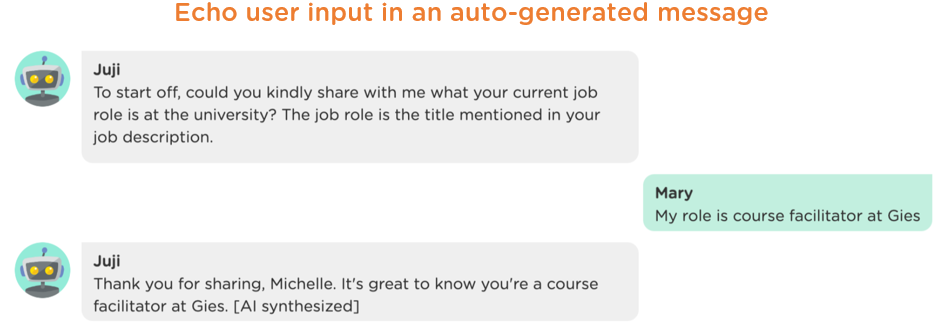 Echo user input in an auto-generated message
Juji
To start off, could you kindly share with me what your current job
role is at the university? The job role is the title mentioned in your
job description.
Mary
My role is course facilitator at Gies
Juji
Thank you for sharing, Michelle. It's great to know you're a course
facilitator at Gies. [AI synthesized]